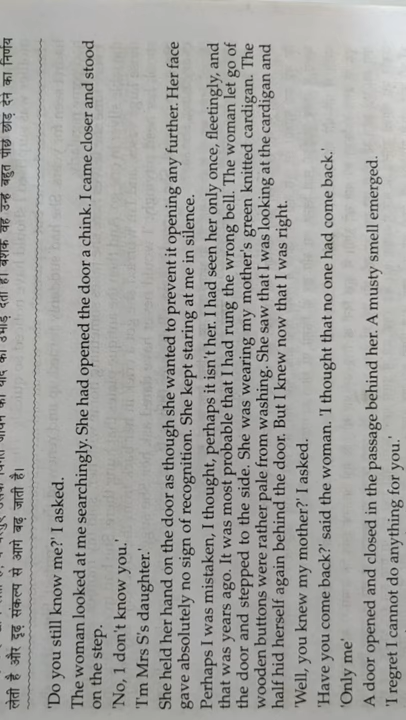 लेती है और दृढ़ संकल्प से आगे बढ़ जाती है।
'Do you still know me?' I asked.
The woman looked at me searchingly. She had opened the door a chink. I came closer and stood
on the step.
'No, I don't know you.'
'I'm Mrs S's daughter.'
She held her hand on the door as though she wanted to prevent it opening any further. Her face
gave absolutely no sign of recognition. She kept staring at me in silence.
Perhaps I was mistaken, I thought, perhaps it isn't her. I had seen her only once, fleetingly, and
that was years ago. It was most probable that I had rung the wrong bell. The woman let go of
the door and stepped to the side. She was wearing my mother's green knitted cardigan. The
wooden buttons were rather pale from washing. She saw that I was looking at the cardigan and
half hid herself again behind the door. But I knew now that I was right.
'Well, you knew my mother?' I asked.
'Have you come back?' said the woman. 'I thought that no one had come back.'
'Only me'
A door opened and closed in the passage behind her. A musty smell emerged.
'I regret I cannot do anything for you.'